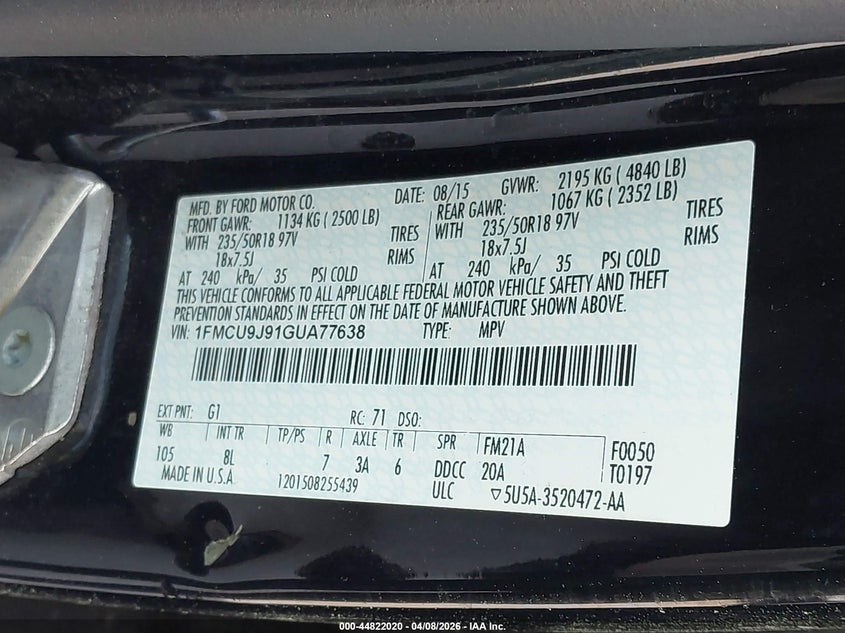 MFD. BY FORD MOTOR CO. DATE: 08/15 GVWR: 2195 KG ( 4840 LB)
FRONT GAWR: 1134 KG ( 2500 LB) REAR GAWR: 1067 KG ( 2352 LB)
WITH 235/50R18 97V TIRES WITH 235/50R18 97V TIRES
18x7.5J RIMS 18x7.5J RIMS
AT 240 kPa/ 35 PSI COLD AT 240 kPa/ 35 PSI COLD
THIS VEHICLE CONFORMS TO ALL APPLICABLE FEDERAL MOTOR VEHICLE SAFETY AND THEFT
PREVENTION STANDARDS IN EFFECT ON THE DATE OF MANUFACTURE SHOWN ABOVE.
VIN: 1FMCU9J91GUA77638 TYPE: MPV
EXT PNT: G1 RC: 71 DSO:
WB INT TR TP/PS R AXLE TR SPR FM21A F0050
105 8L 7 3A 6 DDCC 20A T0197
MADE IN U.S.A. 1201508255439 ULC ▽5U5A-3520472-AA
000-44822020 - 04/08/2026 - IAA Inc.